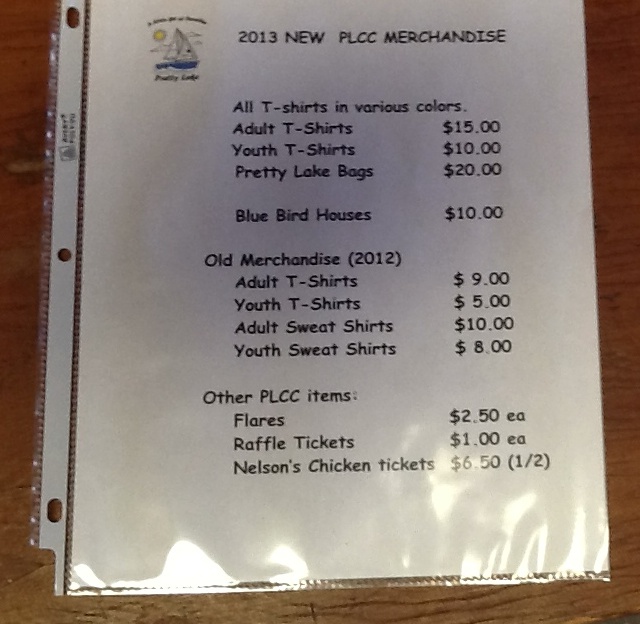 2013 NEW PLCC MERCHANDISE
Pretty Lake
All T-shirts in various colors.
Adult T-Shirts $15.00
Youth T-Shirts $10.00
Pretty Lake Bags $20.00
Blue Bird Houses $10.00
Old Merchandise (2012)
Adult T-Shirts $ 9.00
Youth T-Shirts $ 5.00
Adult Sweat Shirts $10.00
Youth Sweat Shirts $ 8.00
Other PLCC items:
Flares $2.50 ea
Raffle Tickets $1.00 ea
Nelson's Chicken tickets $6.50 (1/2)